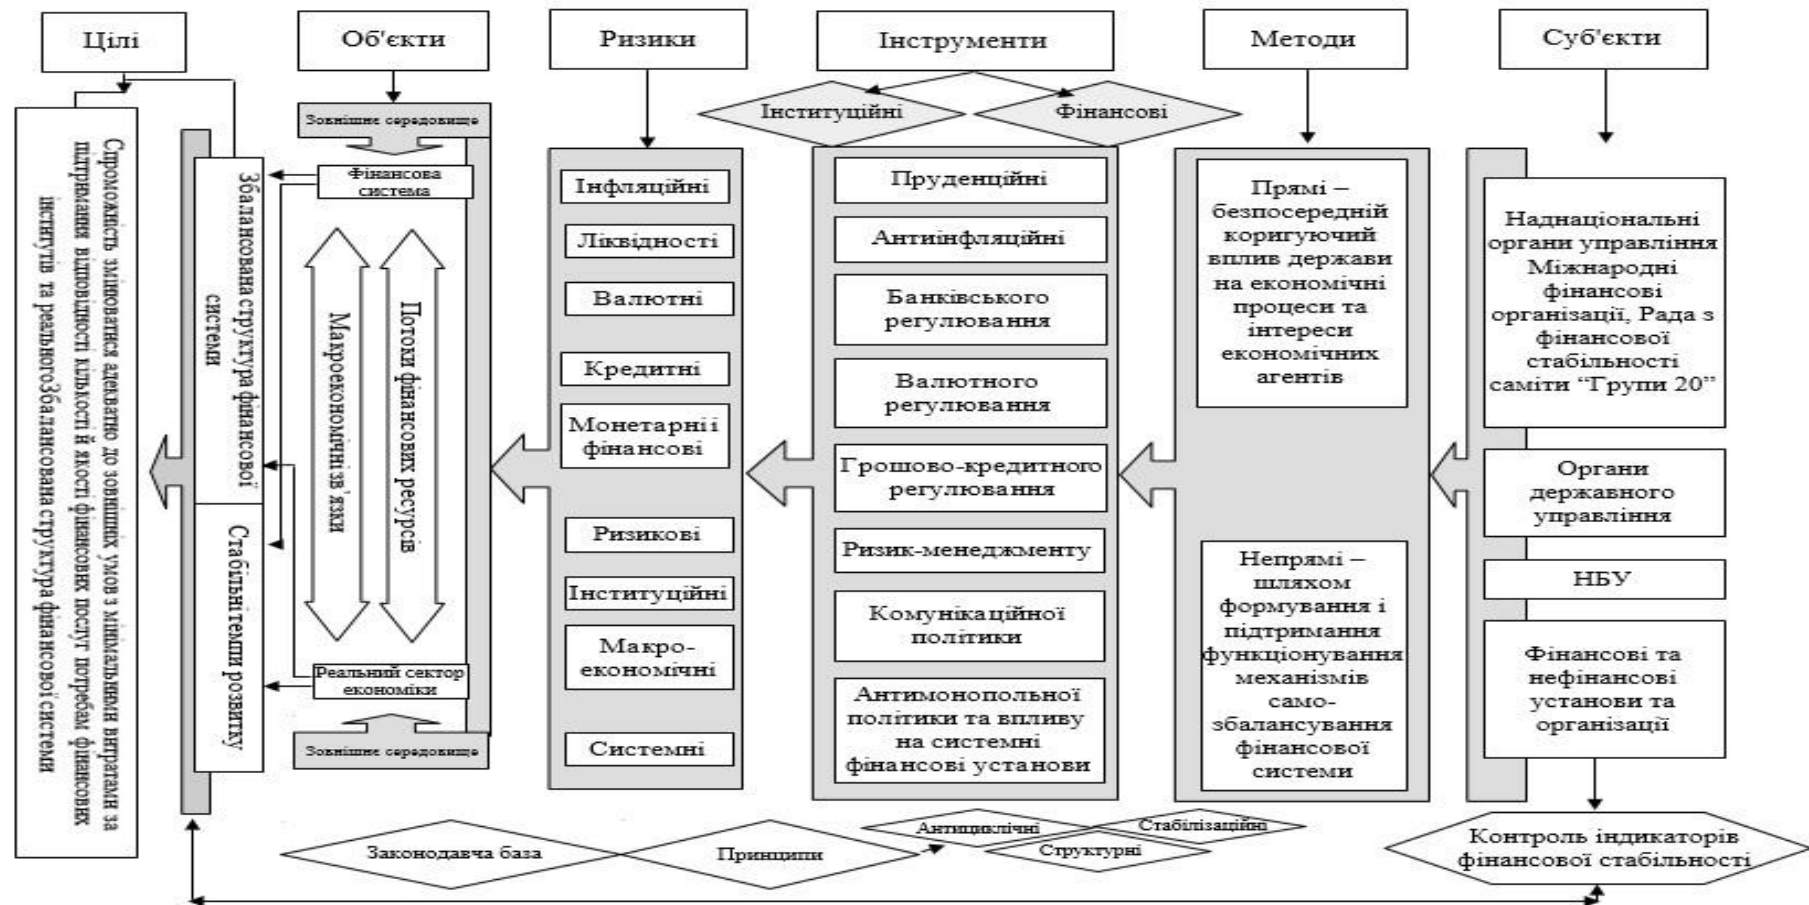 Цілі
Об'єкти
Ризики
Інструменти
Методи
Суб'єкти
Інституційні
Фінансові
Спроможність змінюватися адекватно до зовнішніх умов з мінімальними витратами за
підтримання відповідності кількості й якості фінансових послуг потребам фінансових
інститутів та реальногоЗбалансована структура фінансової системи
Збалансована структура фінансової
системи
Стабільні темпи розвитку
Зовнішнє середовище
Фінансова
система
Макроекономічні зв'язки
Потоки фінансових ресурсів
Реальний сектор
економіки
Зовнішнє середовище
Інфляційні
Ліквідності
Валютні
Кредитні
Монетарні і
фінансові
Ризикові
Інституційні
Макро-
економічні
Системні
Пруденційні
Антиінфляційні
Банківського
регулювання
Валютного
регулювання
Грошово-кредитного
регулювання
Ризик-менеджменту
Комунікаційної
політики
Антимонопольної
політики та впливу
на системні
фінансові установи
Прямі –
безпосередній
коригуючий
вплив держави
на економічні
процеси та
інтереси
економічних
агентів
Непрямі –
шляхом
формування і
підтримання
функціонування
механізмів
само-
збалансування
фінансової
системи
Наднаціональні
органи управління
Міжнародні
фінансові
організації, Рада з
фінансової
стабільності
саміти “Групи 20”
Органи
державного
управління
НБУ
Фінансові та
нефінансові
установи та
організації
Законодавча база
Принципи
Антициклічні
Стабілізаційні
Структурні
Контроль індикаторів
фінансової стабільності